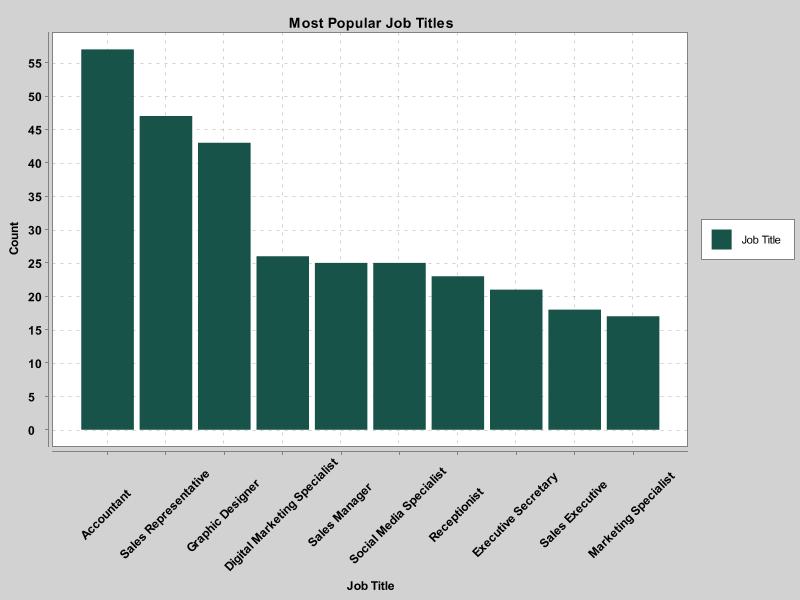 Most Popular Job Titles
Count
55
50
45
40
35
30
25
20
15
10
5
0
Accountant
Sales Representative
Graphic Designer
Digital Marketing Specialist
Sales Manager
Social Media Specialist
Receptionist
Executive Secretary
Sales Executive
Marketing Specialist
Job Title
Job Title